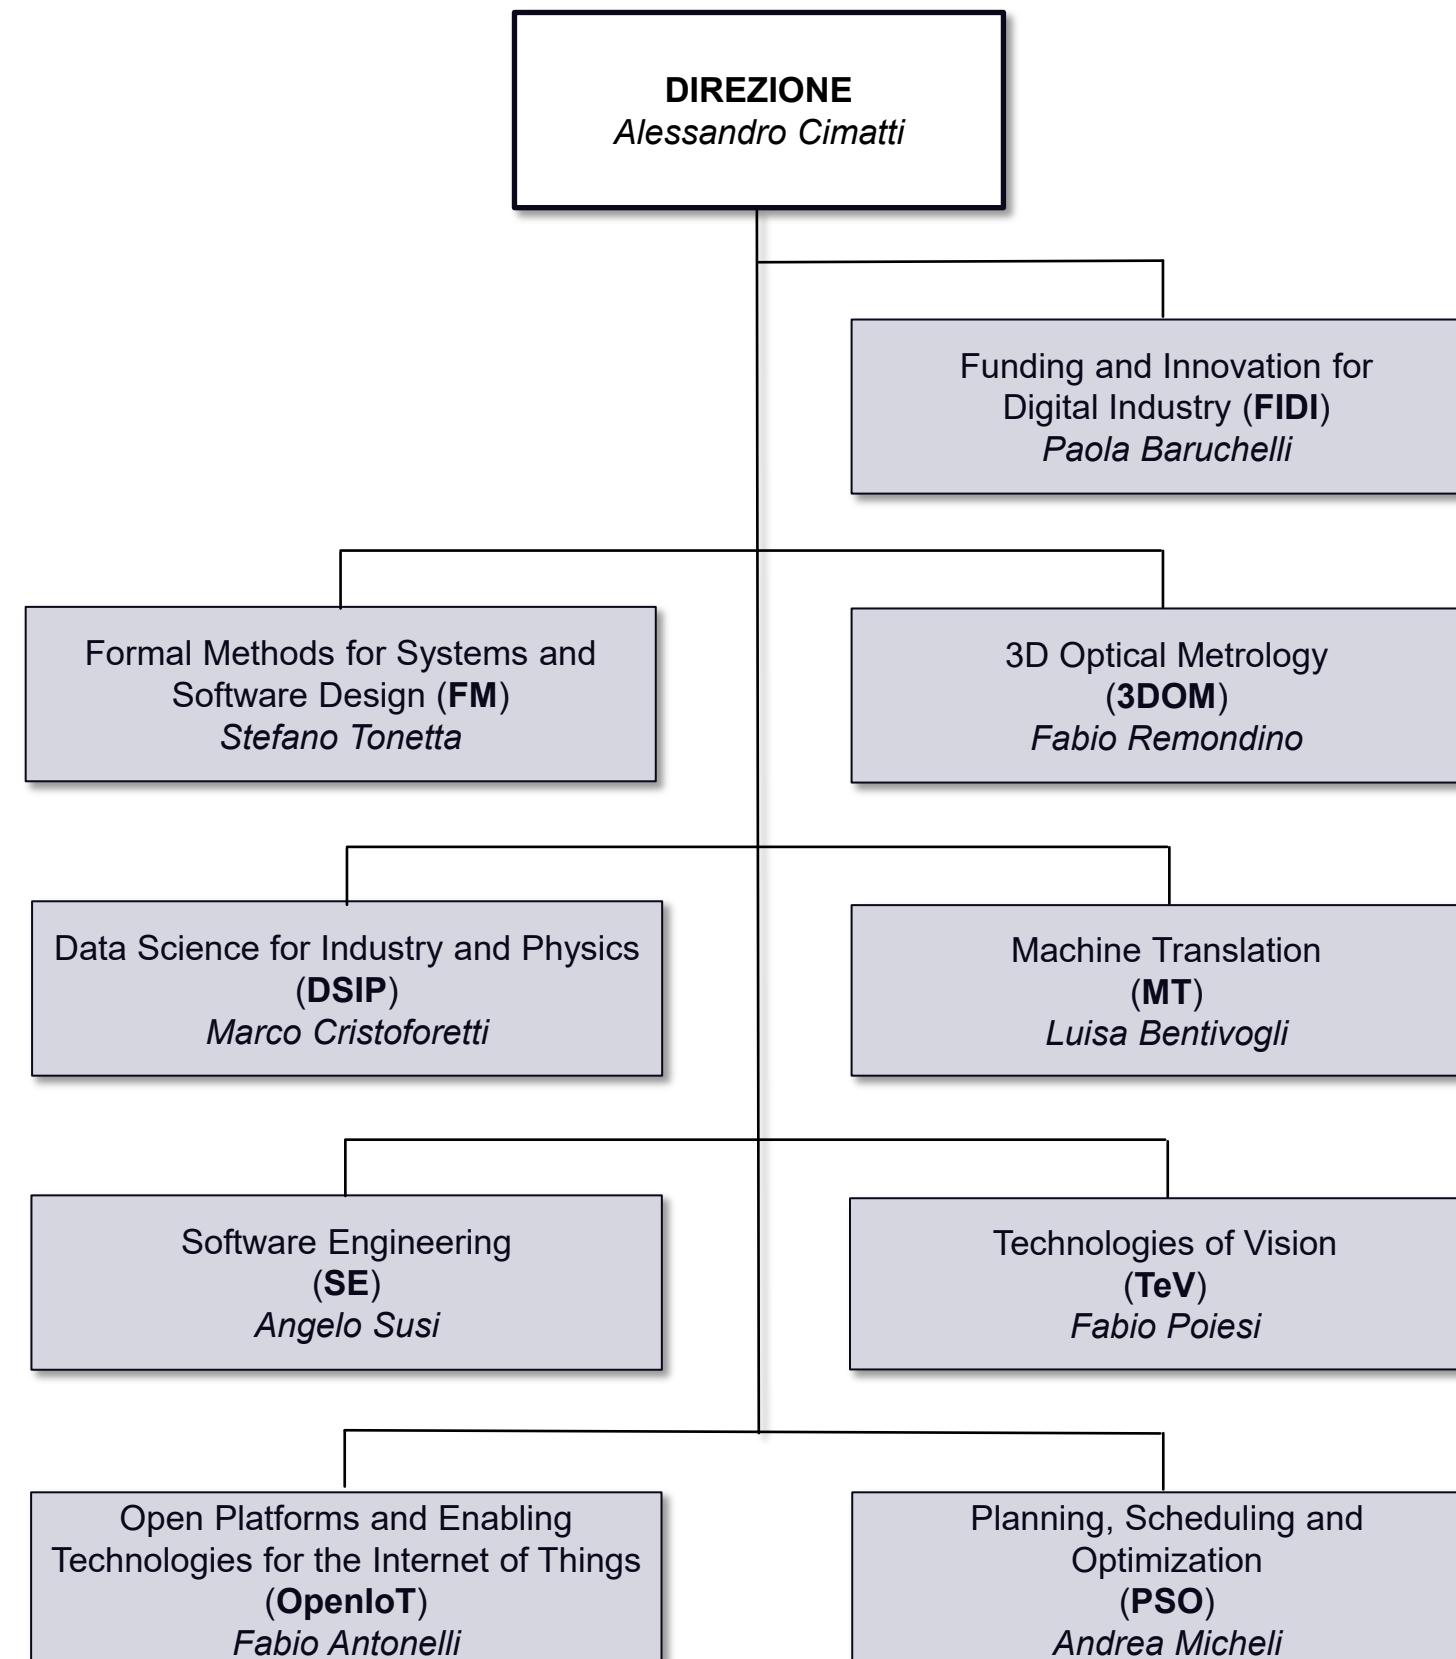 DIREZIONE
Alessandro Cimatti
Funding and Innovation for
Digital Industry (FIDI)
Paola Baruchelli
Formal Methods for Systems and
Software Design (FM)
Stefano Tonetta
3D Optical Metrology
(3DOM)
Fabio Remondino
Data Science for Industry and Physics
(DSIP)
Marco Cristoforetti
Machine Translation
(MT)
Luisa Bentivogli
Software Engineering
(SE)
Angelo Susi
Technologies of Vision
(TeV)
Fabio Poiesi
Open Platforms and Enabling
Technologies for the Internet of Things
(OpenIoT)
Fabio Antonelli
Planning, Scheduling and
Optimization
(PSO)
Andrea Micheli